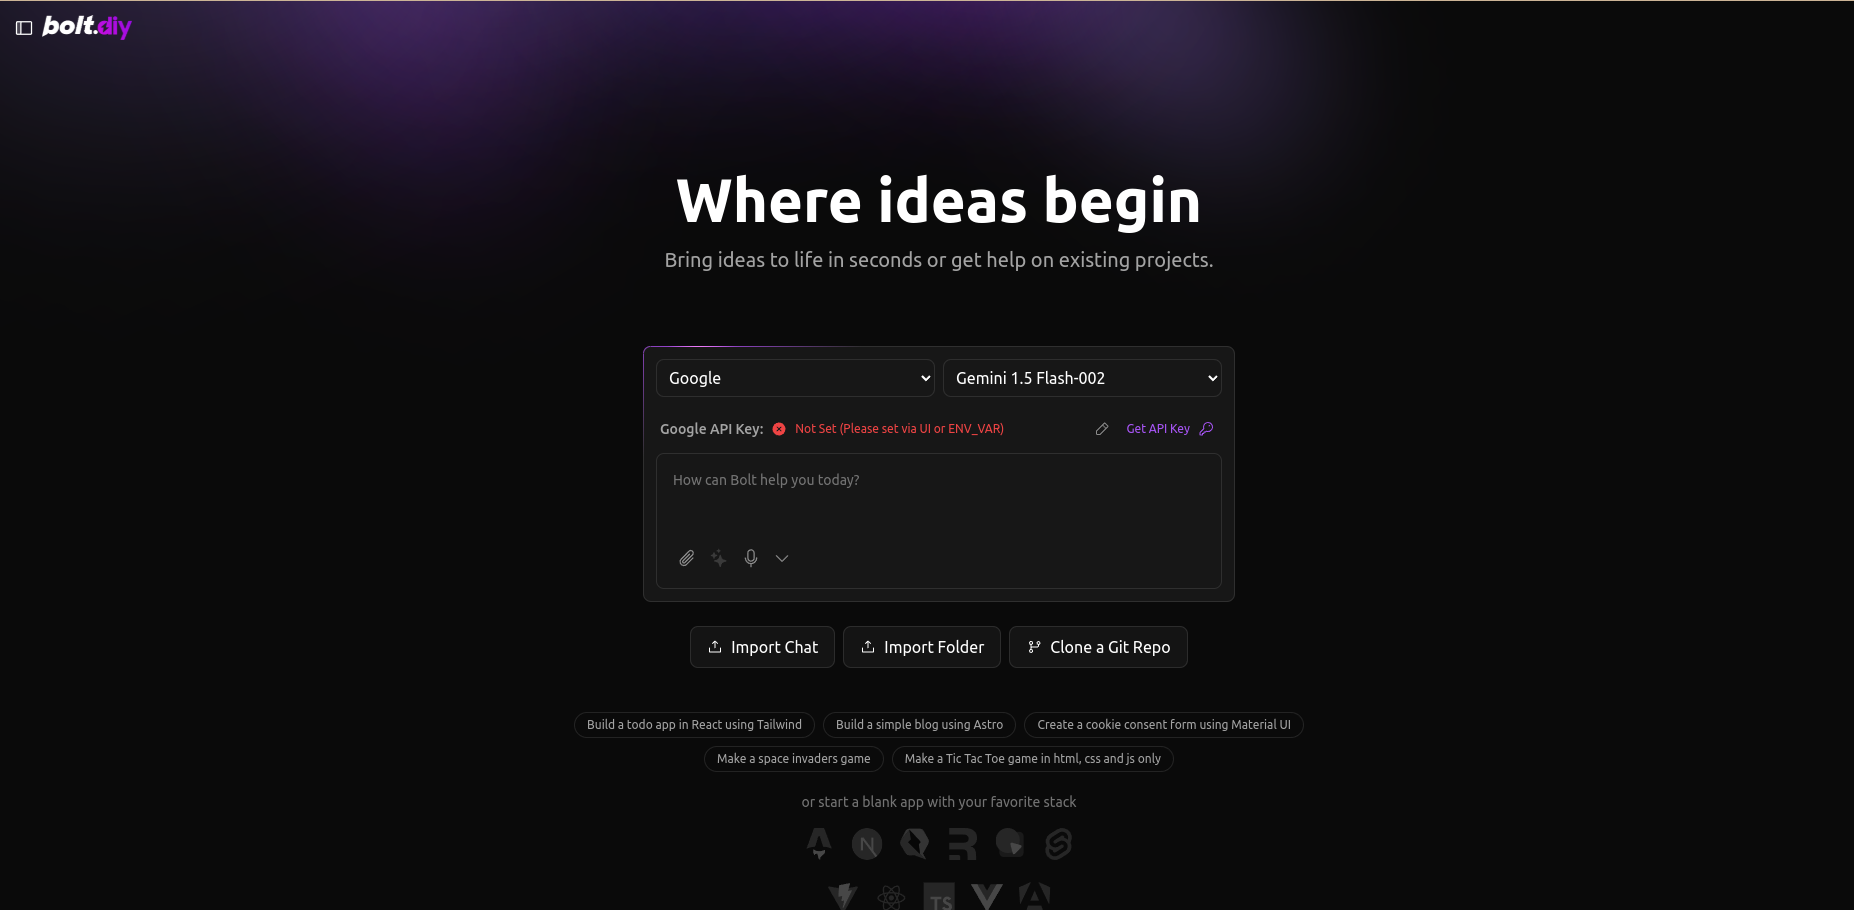 bolt.diy
Where ideas begin
Bring ideas to life in seconds or get help on existing projects.
Google Gemini 1.5 Flash-002
Google API Key: Not Set (Please set via UI or ENV_VAR) Get API Key
How can Bolt help you today?
Import Chat Import Folder Clone a Git Repo
Build a todo app in React using Tailwind Build a simple blog using Astro Create a cookie consent form using Material UI
Make a space invaders game Make a Tic Tac Toe game in html, css and js only
or start a blank app with your favorite stack
N
TS